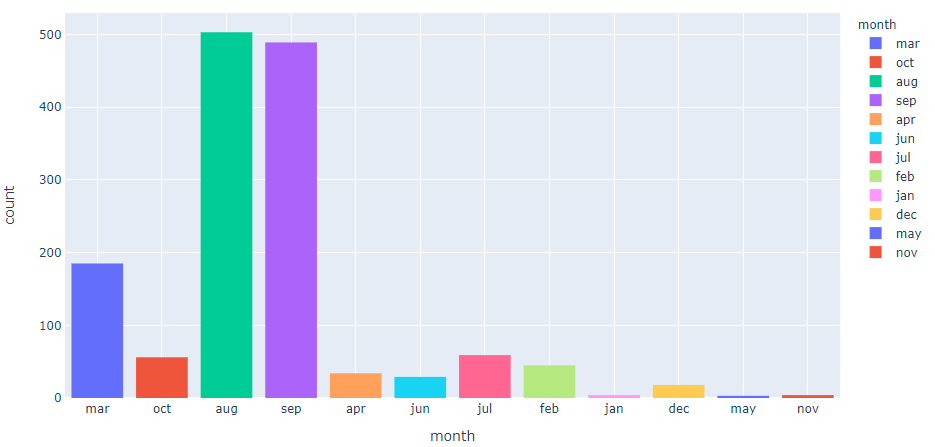 500
400
300
200
100
0
count
mar oct aug sep apr jun jul feb jan dec may nov
month
month
mar
oct
aug
sep
apr
jun
jul
feb
jan
dec
may
nov